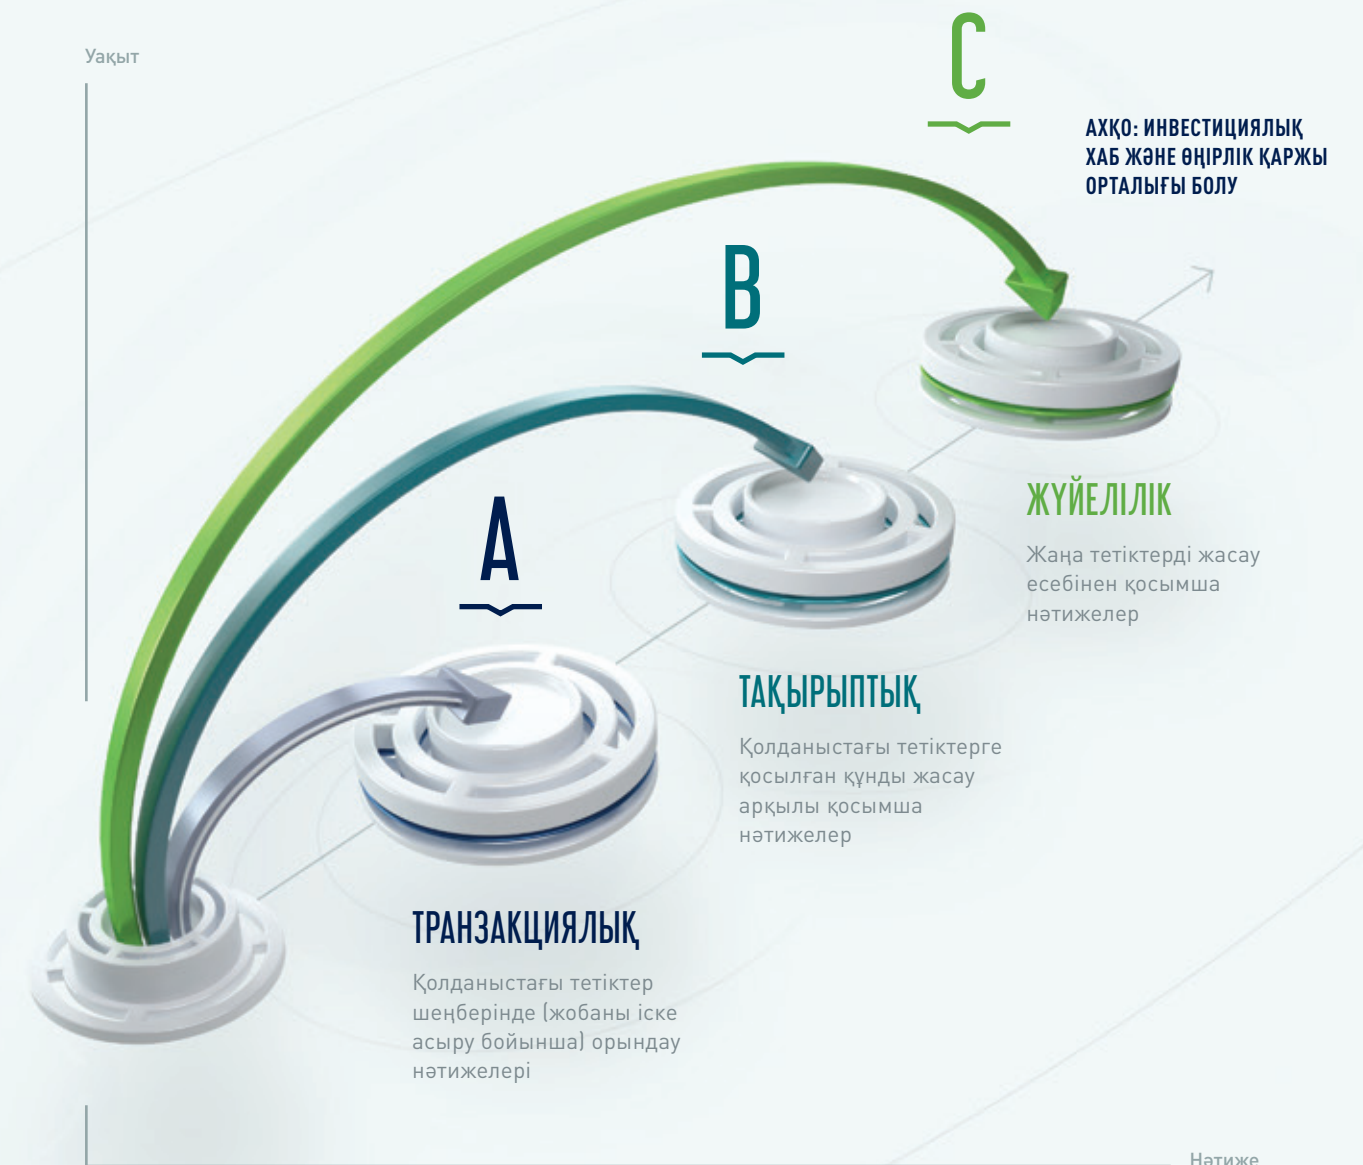 Уақыт
C
АХҚО: ИНВЕСТИЦИЯЛЫҚ
ХАБ ЖӘНЕ ӨҢІРЛІК ҚАРЖЫ
ОРТАЛЫҒЫ БОЛУ
B
A
ЖҮЙЕЛІЛІК
Жаңа тетіктерді жасау
есебінен қосымша
нәтижелер
ТАҚЫРЫПТЫҚ
Қолданыстағы тетіктерге
қосылған құнды жасау
арқылы қосымша
нәтижелер
ТРАНЗАКЦИЯЛЫҚ
Қолданыстағы тетіктер
шеңберінде (жобаны іске
асыру бойынша) орындау
нәтижелері
Нәтиже